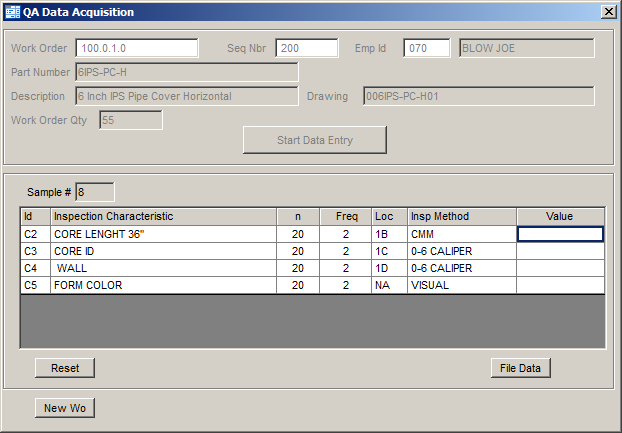 QA Data Acquisition
Work Order 100.0.1.0 Seq Nbr 200 Emp Id 070 BLOW JOE
Part Number 6IPS-PC-H
Description 6 Inch IPS Pipe Cover Horizontal Drawing 006IPS-PC-H01
Work Order Qty 55
Start Data Entry
Sample # 8
Id Inspection Characteristic n Freq Loc Insp Method Value
C2 CORE LENGHT 36" 20 2 1B CMM
C3 CORE ID 20 2 1C 0-6 CALIPER
C4 WALL 20 2 1D 0-6 CALIPER
C5 FORM COLOR 20 2 NA VISUAL
Reset File Data
New Wo